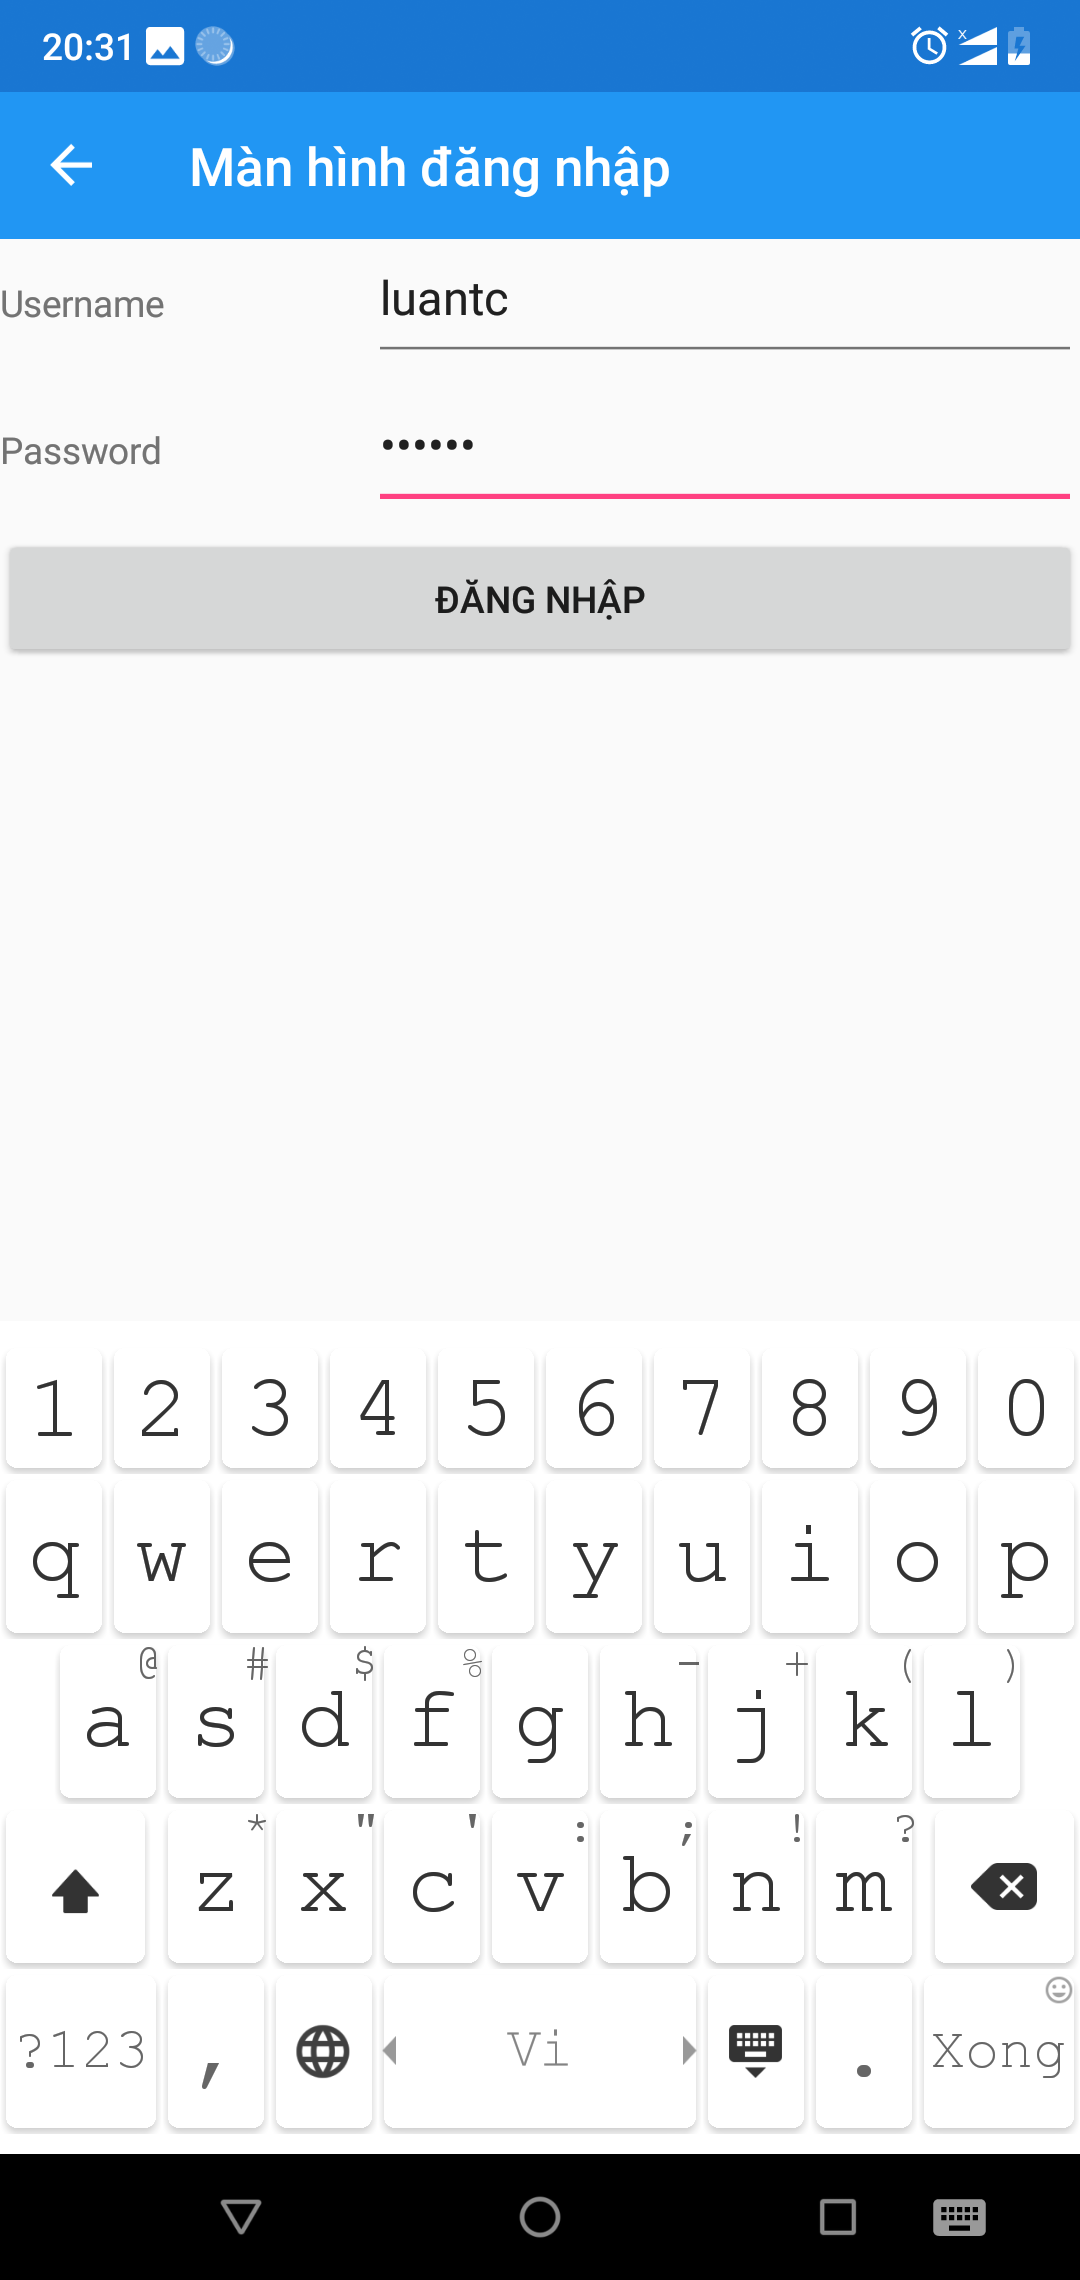 20:31
Màn hình đăng nhập
Username luantc
Password ••••••
ĐĂNG NHẬP
1 2 3 4 5 6 7 8 9 0
q w e r t y u i o p
@ # $ % - + ( )
a s d f g h j k l
* " ' : ; ! ?
z x c v b n m
?123 , Vi . Xong